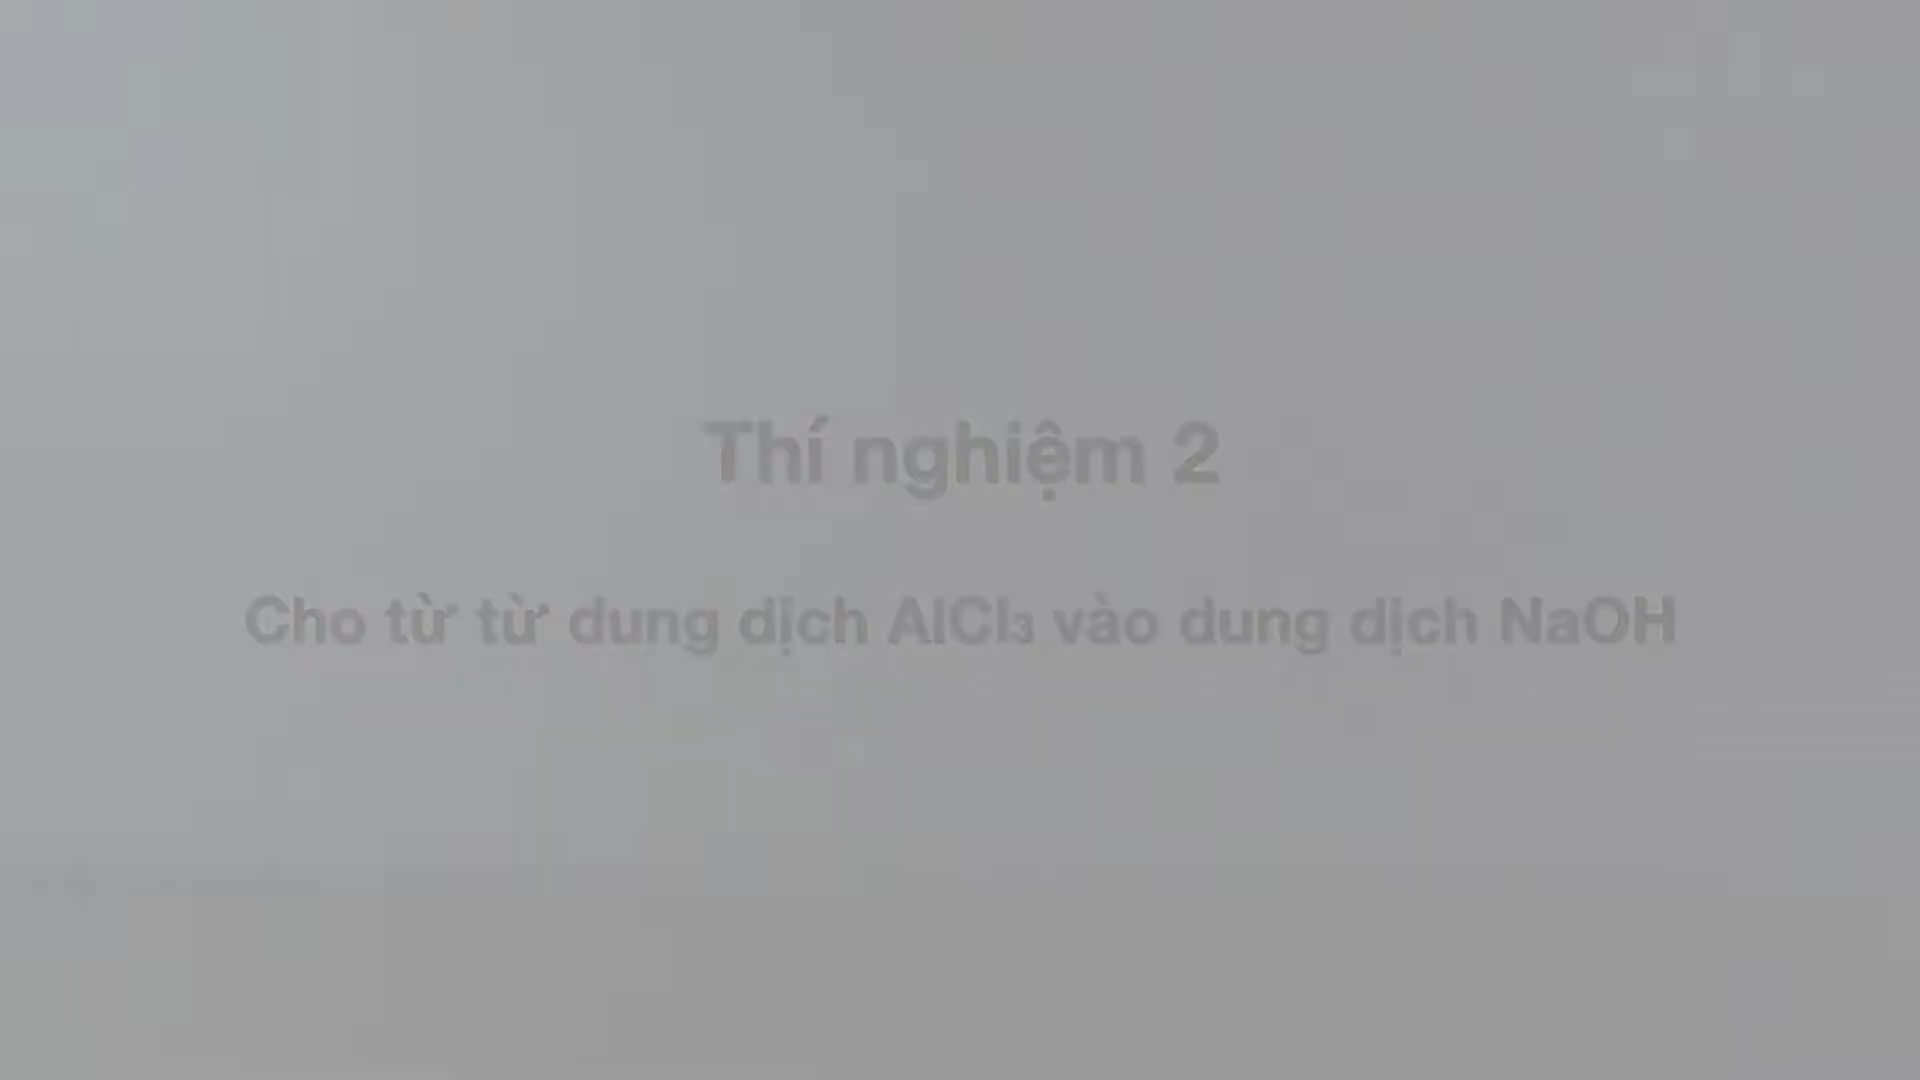 Thí nghiệm 2
Cho từ từ dung dịch AlCl₃ vào dung dịch NaOH